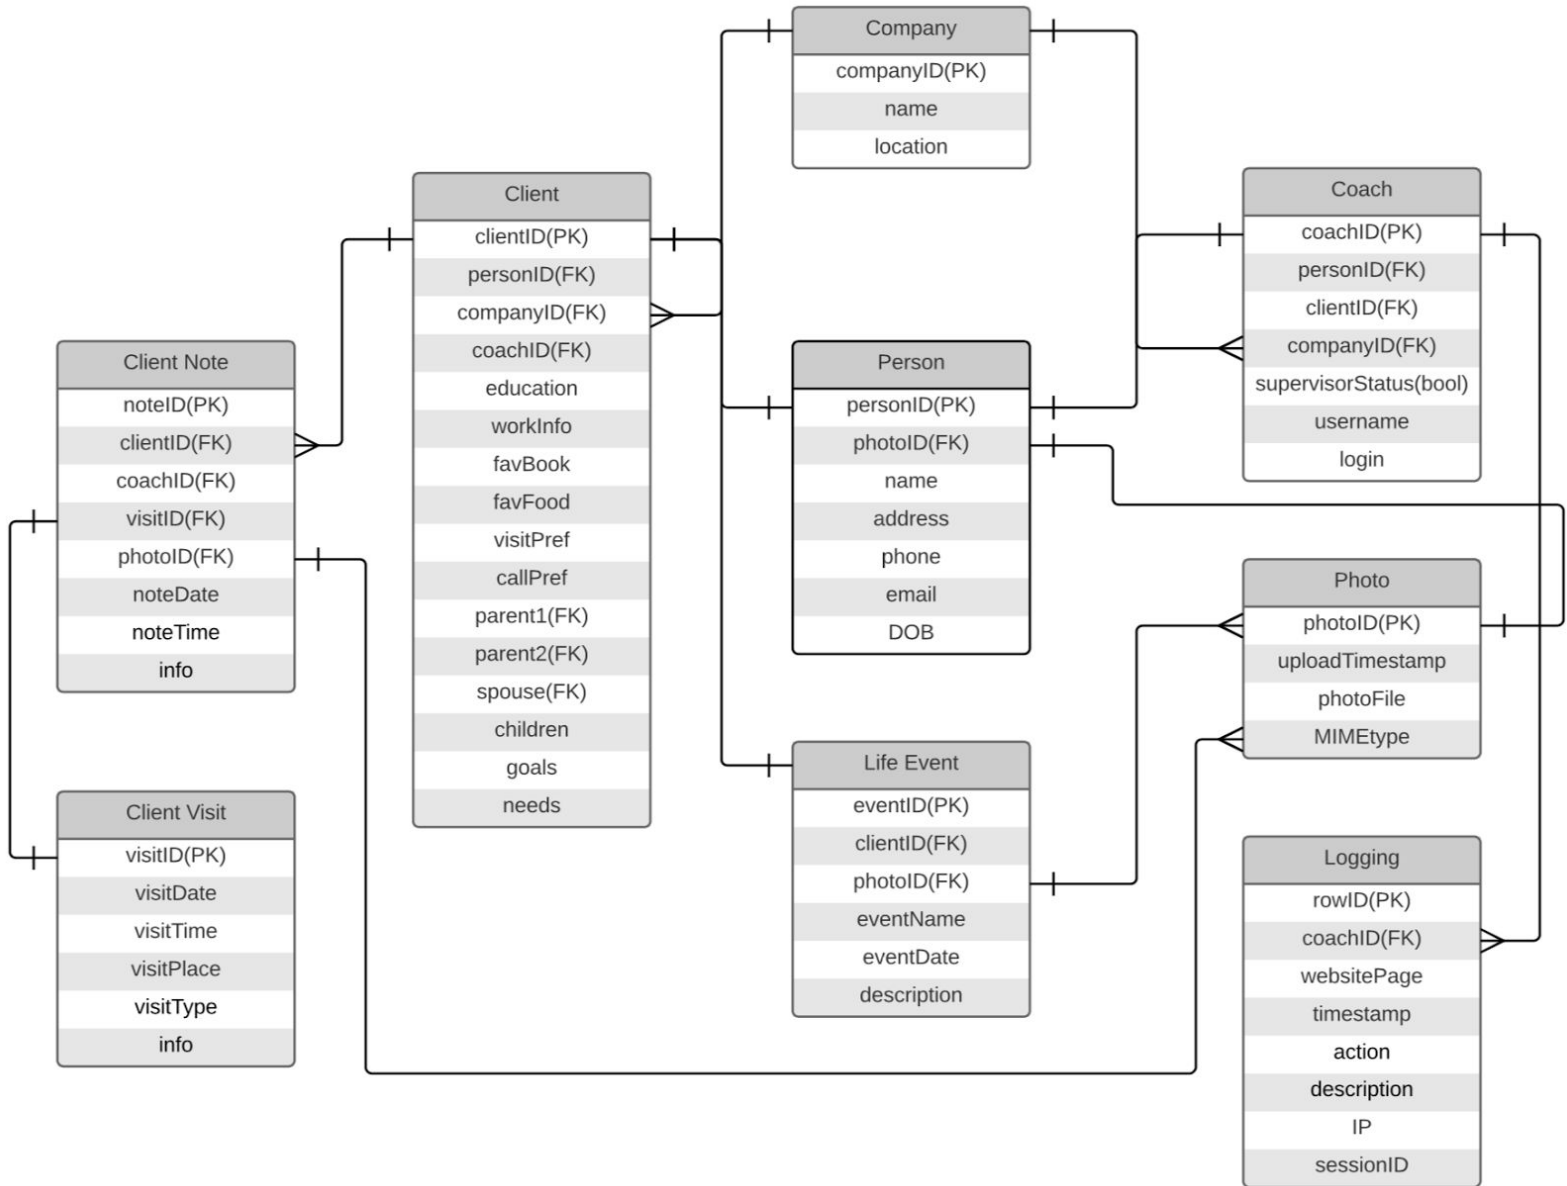 Company
companyID(PK)
name
location
Client
clientID(PK)
personID(FK)
companyID(FK)
coachID(FK)
education
workInfo
favBook
favFood
visitPref
callPref
parent1(FK)
parent2(FK)
spouse(FK)
children
goals
needs
Coach
coachID(PK)
personID(FK)
clientID(FK)
companyID(FK)
supervisorStatus(bool)
username
login
Client Note
noteID(PK)
clientID(FK)
coachID(FK)
visitID(FK)
photoID(FK)
noteDate
noteTime
info
Person
personID(PK)
photoID(FK)
name
address
phone
email
DOB
Photo
photoID(PK)
uploadTimestamp
photoFile
MIMEtype
Client Visit
visitID(PK)
visitDate
visitTime
visitPlace
visitType
info
Life Event
eventID(PK)
clientID(FK)
photoID(FK)
eventName
eventDate
description
Logging
rowID(PK)
coachID(FK)
websitePage
timestamp
action
description
IP
sessionID